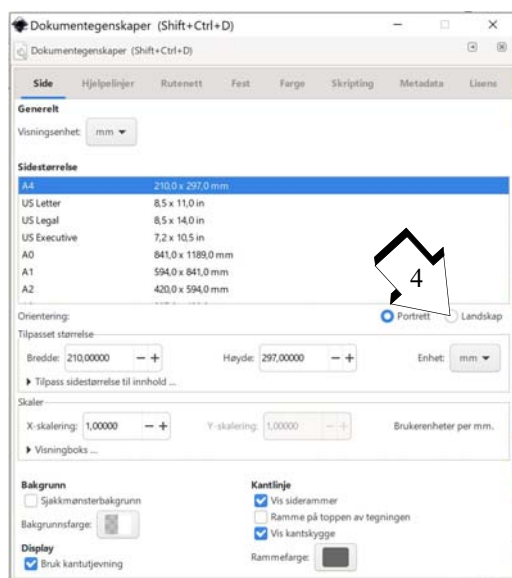 Dokumentegenskaper (Shift+Ctrl+D)
Dokumentegenskaper (Shift+Ctrl+D)
Side Hjelpelinjer Rutenett Fest Farge Skripting Metadata Lisens
Generelt
Visningsenhet: mm
Sidestørrelse
A4 210,0 x 297,0 mm
US Letter 8,5 x 11,0 in
US Legal 8,5 x 14,0 in
US Executive 7,2 x 10,5 in
A0 841,0 x 1189,0 mm
A1 594,0 x 841,0 mm
A2 420,0 x 594,0 mm
4
Orientering: Portrett Landskap
Tilpasset størrelse
Bredde: 210,00000 − + Høyde: 297,00000 − + Enhet: mm
Tilpass sidestørrelse til innhold ...
Skaler
X-skalering: 1,00000 − + Y-skalering: 1,00000 − + Brukerenheter per mm.
Visningboks ...
Bakgrunn Kantlinje
Sjakkmønsterbakgrunn Vis siderammer
Ramme på toppen av tegningen
Bakgrunnsfarge: Vis kantskygge
Display
Bruk kantutjevning Rammefarge: